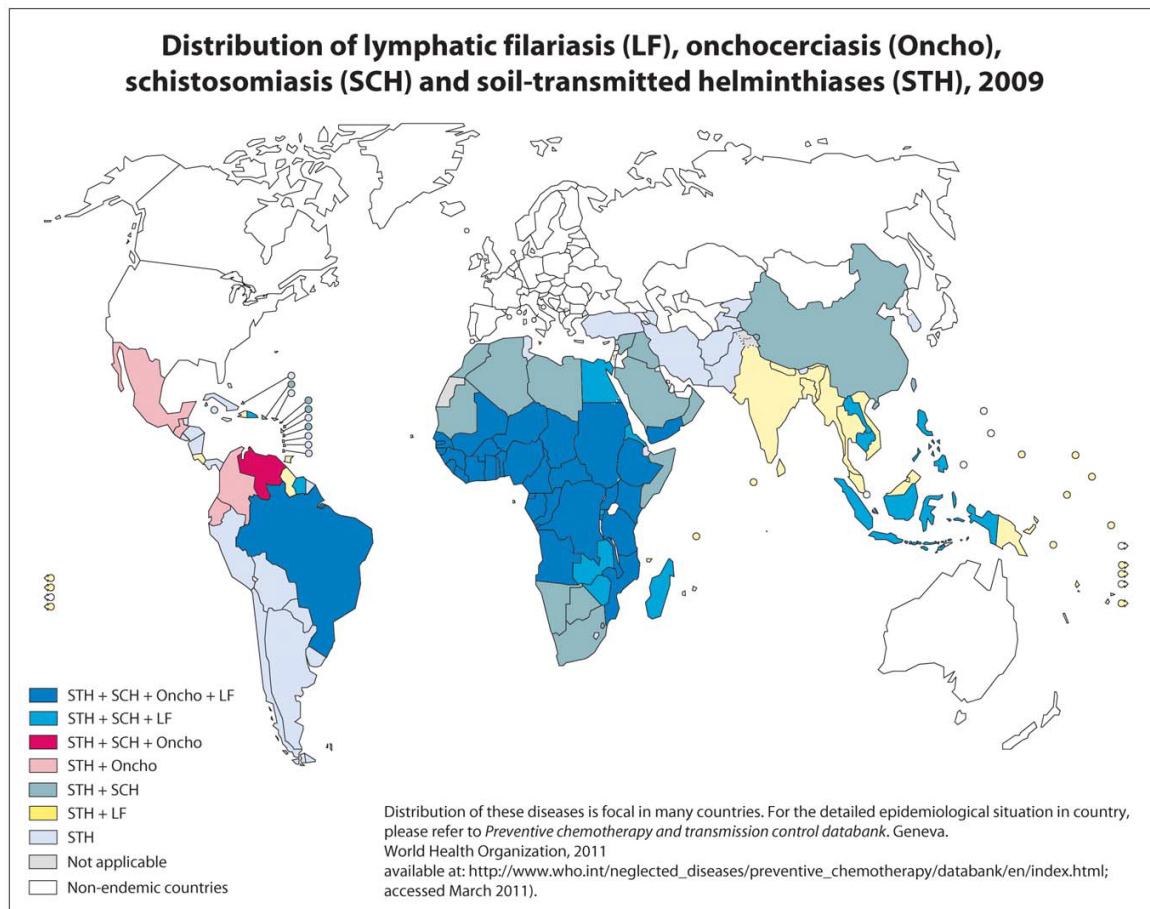 Distribution of lymphatic filariasis (LF), onchocerciasis (Oncho),
schistosomiasis (SCH) and soil-transmitted helminthiases (STH), 2009
STH + SCH + Oncho + LF
STH + SCH + LF
STH + SCH + Oncho
STH + Oncho
STH + SCH
STH + LF
STH
Not applicable
Non-endemic countries
Distribution of these diseases is focal in many countries. For the detailed epidemiological situation in country,
please refer to Preventive chemotherapy and transmission control databank. Geneva.
World Health Organization, 2011
available at: http://www.who.int/neglected_diseases/preventive_chemotherapy/databank/en/index.html;
accessed March 2011).